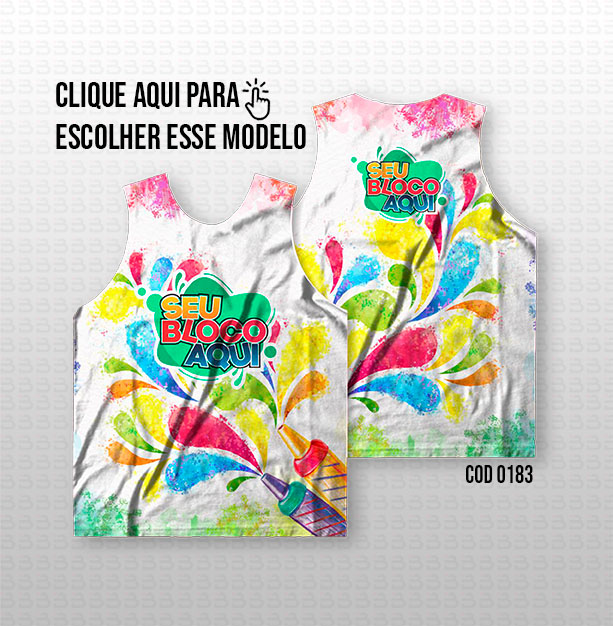 CLIQUE AQUI PARA
ESCOLHER ESSE MODELO
SEU
BLOCO
AQUI
SEU
BLOCO
AQUI
COD 0183